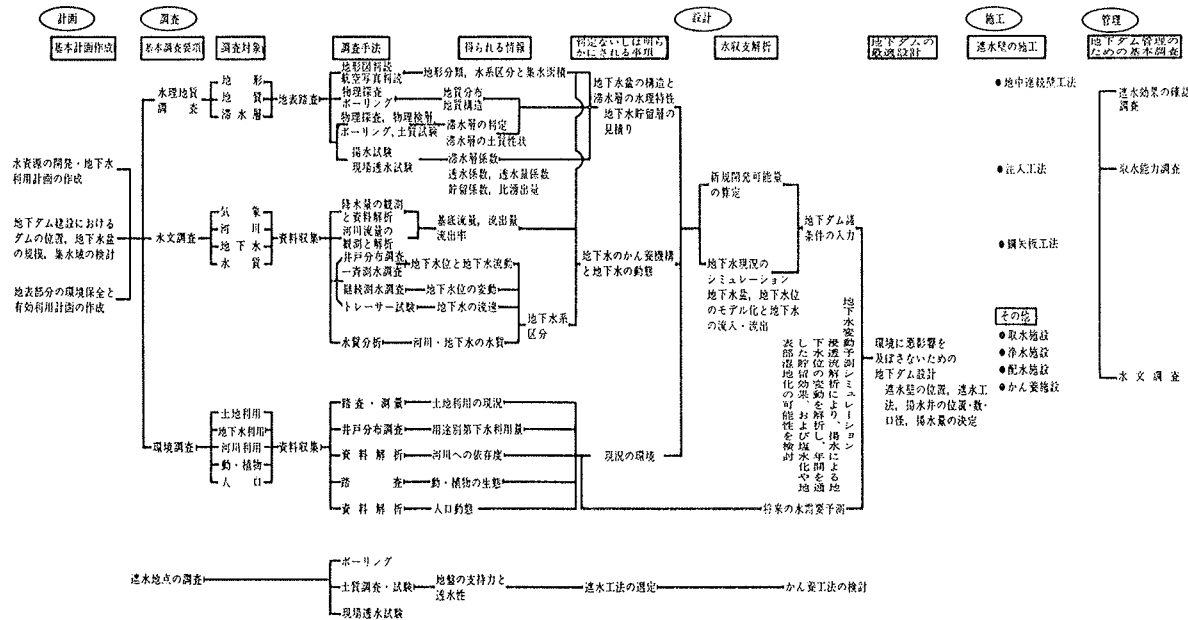 計画
調査
設計
施工
管理
基本計画作成
基本調査要項
調査対象
調査手法
得られる情報
判定ないしは明ら
かにされる事項
水収支解析
地下ダムの
最適設計
遮水壁の施工
地下ダム管理の
ための基本調査
水資源の開発・地下水
利用計画の作成
地下ダム建設における
ダムの位置，地下水盆
の規模，集水域の検討
地表部分の環境保全と
有効利用計画の作成
水理地質
調査
地形
地質
滞水層
地表踏査
地形図判読
航空写真判読
地形分類，水系区分と集水面積
物理探査
ボーリング
地質分布
地質構造
物理探査，物理検層
ボーリング，土質試験
滞水層の判定
滞水層の土質性状
揚水試験
現場透水試験
滞水層係数
透水係数，透水量係数
貯留係数，比湧出量
地下水盆の構造と
滞水層の水理特性
地下水貯留層の
見積り
水文調査
気象
河川
地下水
水質
資料収集
降水量の観測
と資料解析
河川流量の
観測と解析
基底流量，流出量
流出率
井戸分布調査
一斉測水調査
地下水位と地下水流動
継続測水調査
地下水位の変動
トレーサー試験
地下水の流速
水質分析
河川・地下水の水質
地下水系
区分
地下水のかん養機構
と地下水の動態
環境調査
土地利用
地下水利用
河川利用
動・植物
人口
資料収集
踏査・測量
土地利用の現況
井戸分布調査
用途別第下水利用量
資料解析
河川への依存度
踏査
動・植物の生態
資料解析
人口動態
現況の環境
将来の水需要予測
新規開発可能量
の算定
地下水現況の
シミュレーション
地下水盆，地下水位
のモデル化と地下水
の流入・流出
地下ダム諸
条件の入力
地下水変動予測シミュレーション
浸透流解析により、揚水による地
下水位の変動を解析し、年間を通
した貯留効果、および塩水化や地
表部湿地化の可能性を検討
環境に悪影響を
及ぼさないための
地下ダム設計
遮水壁の位置，遮水工
法，揚水井の位置・数・
口径，揚水量の決定
●地中連続壁工法
●注入工法
●鋼矢板工法
その他
●取水施設
●浄水施設
●配水施設
●かん養施設
遮水効果の確認
調査
取水能力調査
水文調査
遮水地点の調査
ボーリング
土質調査・試験
現場透水試験
地盤の支持力と
透水性
遮水工法の選定
かん養工法の検討